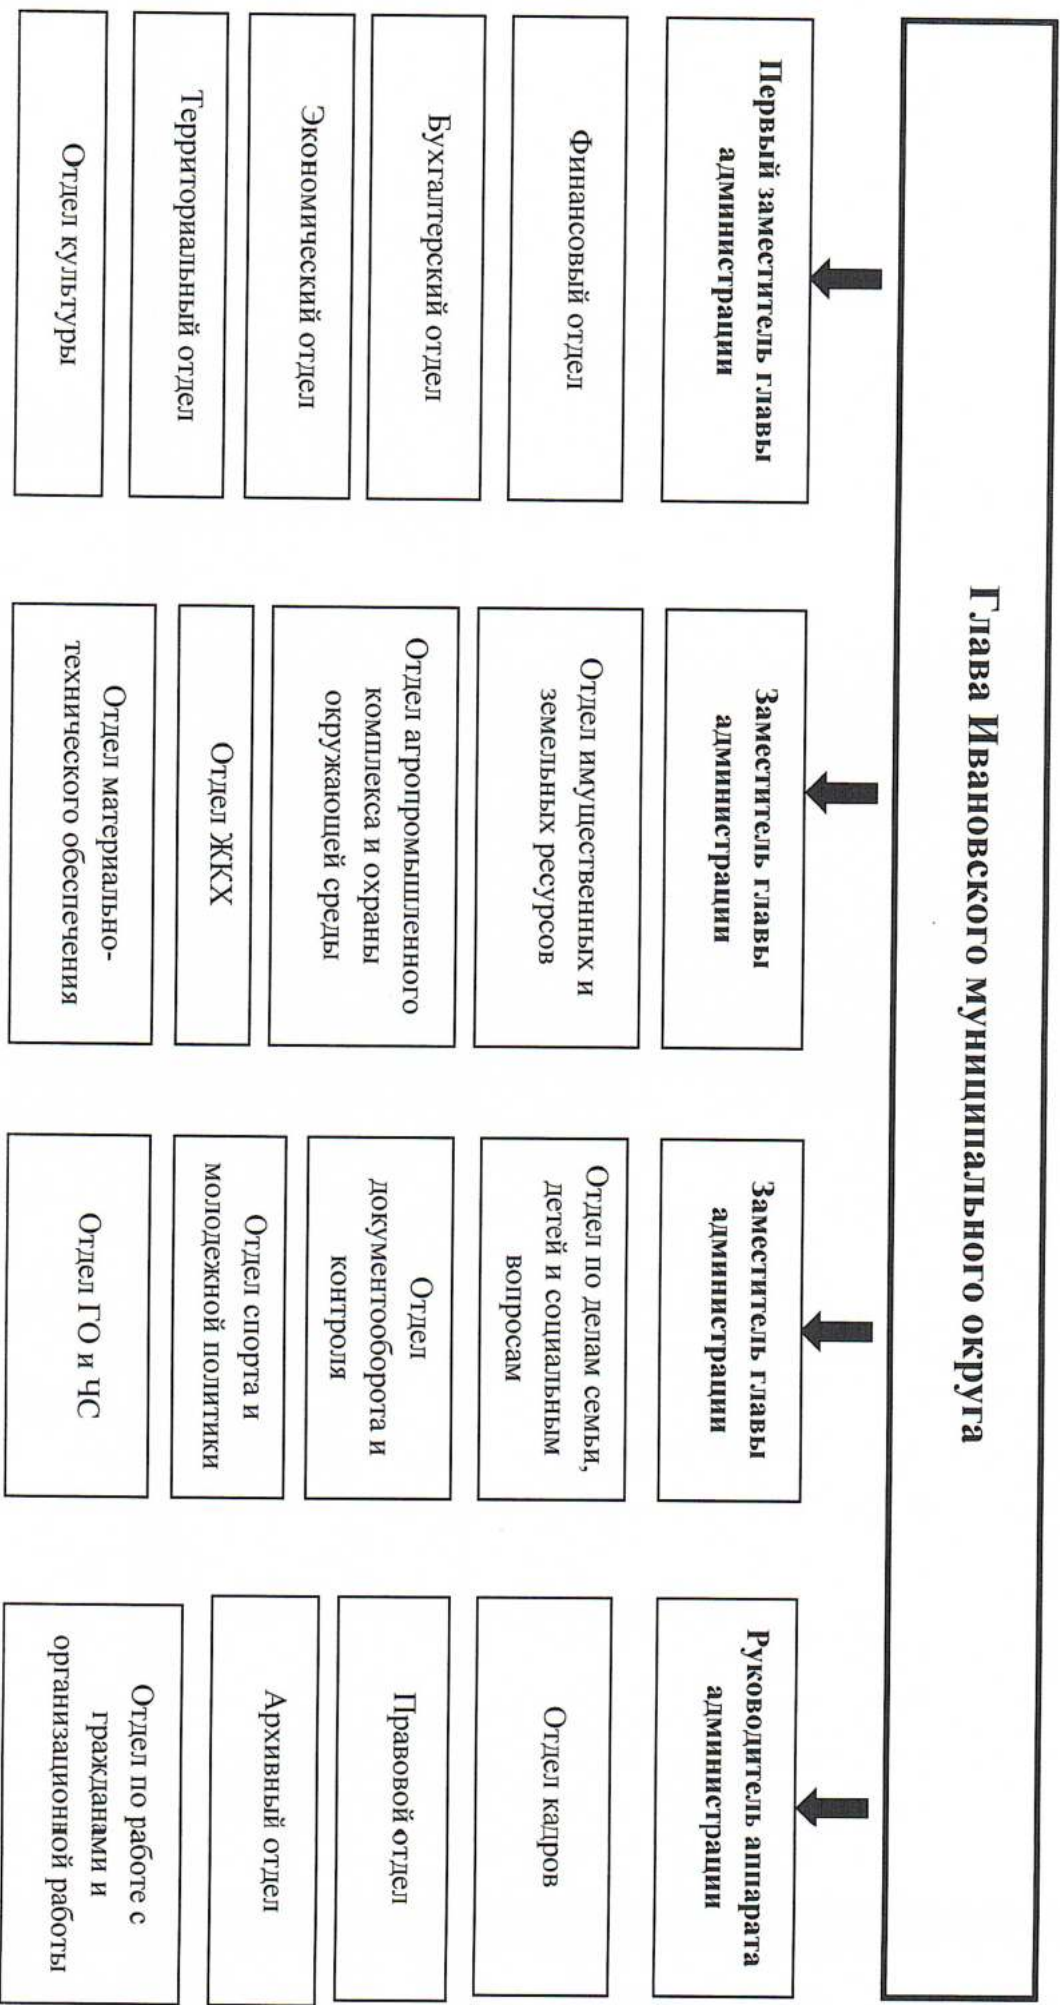 Глава Ивановского муниципального округа
Первый заместитель главы
администрации
Финансовый отдел
Бухгалтерский отдел
Экономический отдел
Территориальный отдел
Отдел культуры
Заместитель главы
администрации
Отдел имущественных и
земельных ресурсов
Отдел агропромышленного
комплекса и охраны
окружающей среды
Отдел ЖКХ
Отдел материально-
технического обеспечения
Заместитель главы
администрации
Отдел по делам семьи,
детей и социальным
вопросам
Отдел
документооборота и
контроля
Отдел спорта и
молодежной политики
Отдел ГО и ЧС
Руководитель аппарата
администрации
Отдел кадров
Правовой отдел
Архивный отдел
Отдел по работе с
гражданами и
организационной работы